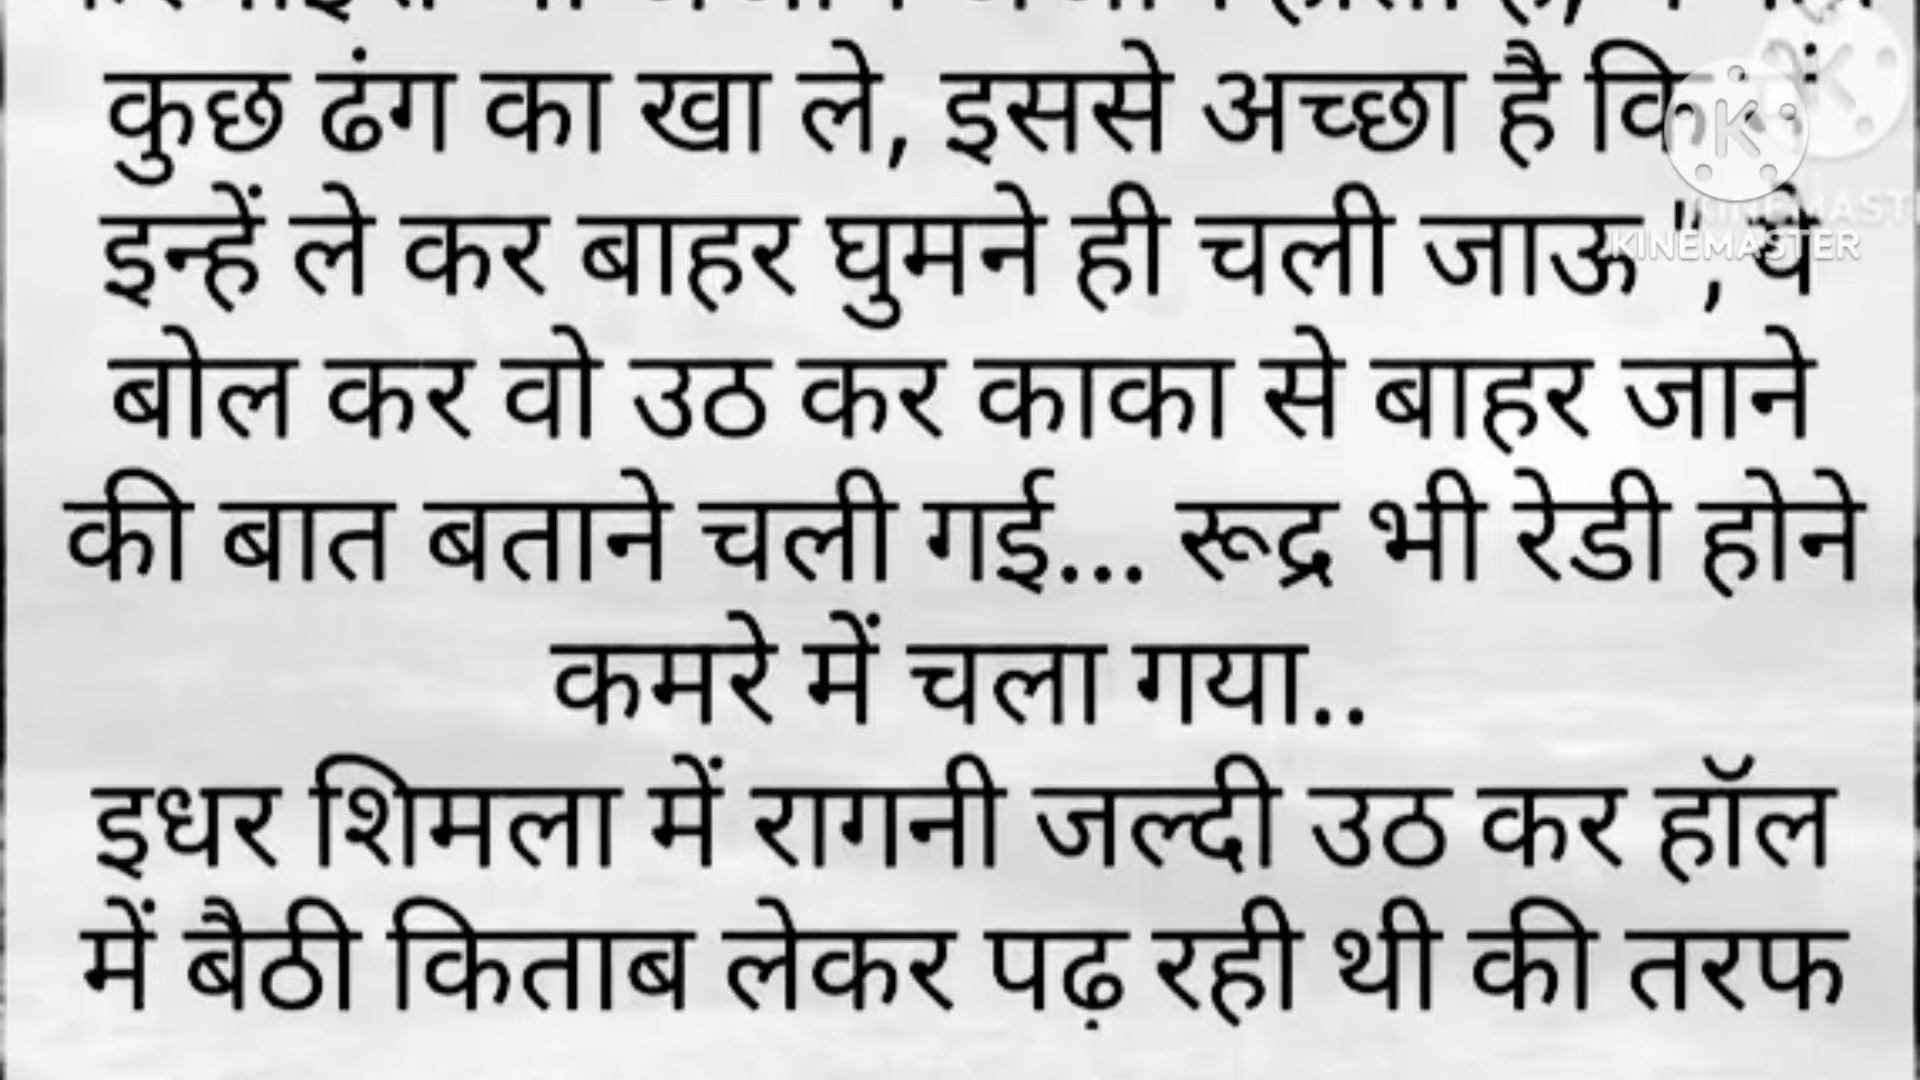 कुछ ढंग का खा ले, इससे अच्छा है कि
इन्हें ले कर बाहर घुमने ही चली जाऊ ", ये
बोल कर वो उठ कर काका से बाहर जाने
की बात बताने चली गई... रूद्र भी रेडी होने
कमरे में चला गया..
इधर शिमला में रागनी जल्दी उठ कर हॉल
में बैठी किताब लेकर पढ़ रही थी की तरफ
KINEMASTER